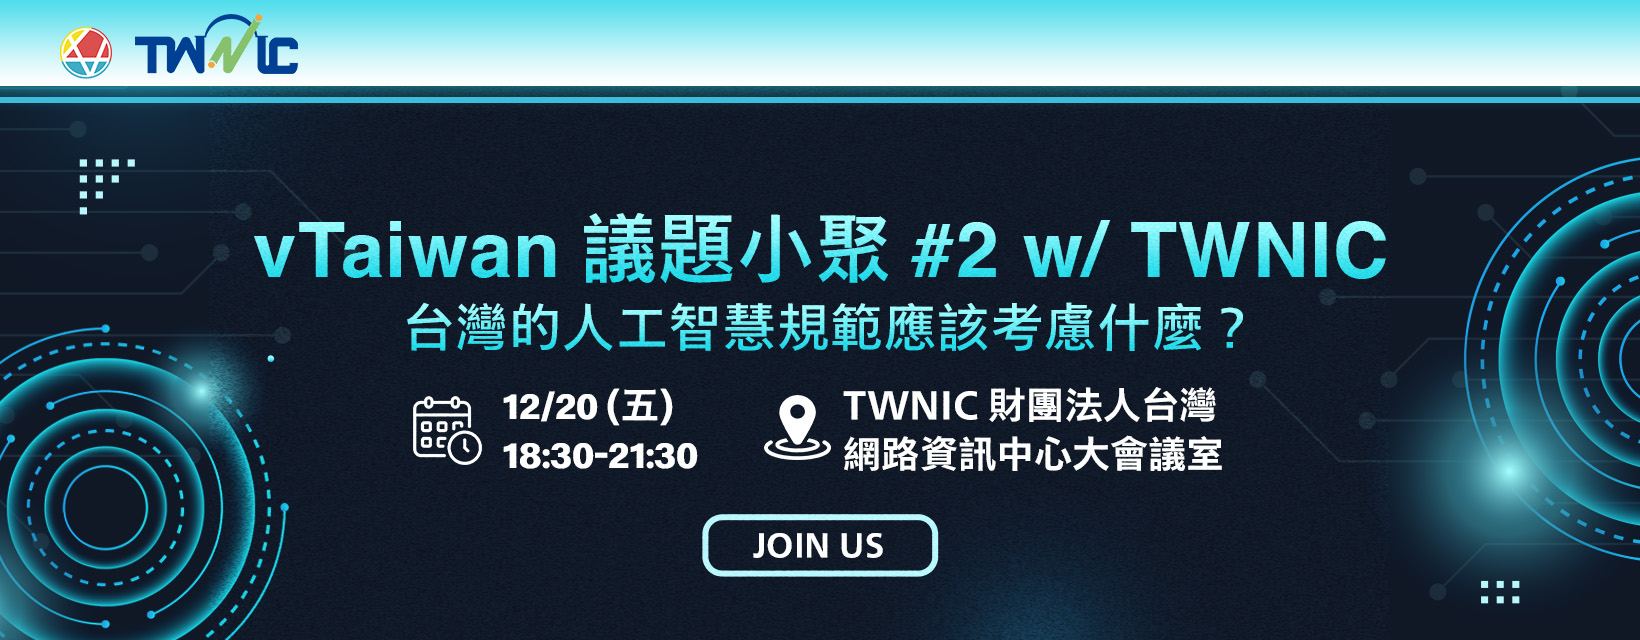 TWNIC
vTaiwan 議題小聚 #2 w/ TWNIC
台灣的人工智慧規範應該考慮什麼？
12/20 (五)
18:30-21:30
TWNIC 財團法人台灣
網路資訊中心大會議室
JOIN US